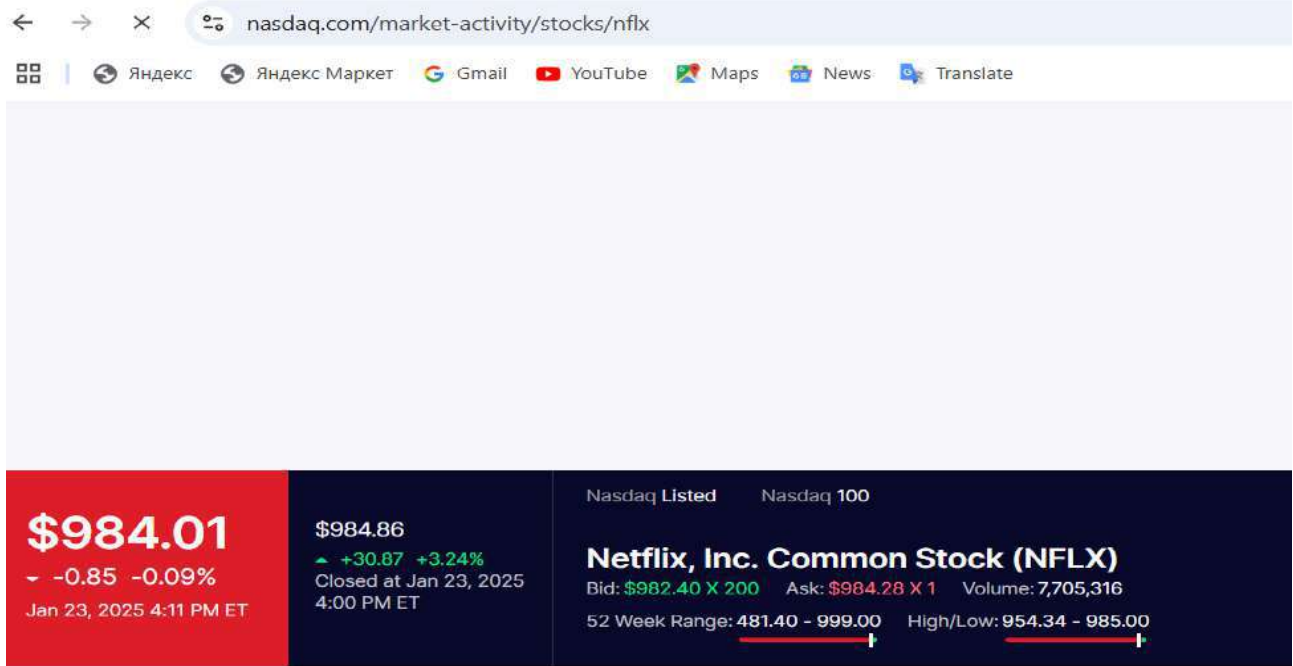 nasdaq.com/market-activity/stocks/nflx
Яндекс Яндекс Маркет Gmail YouTube Maps News Translate
$984.01
-0.85 -0.09%
Jan 23, 2025 4:11 PM ET
$984.86
+30.87 +3.24%
Closed at Jan 23, 2025
4:00 PM ET
Nasdaq Listed Nasdaq 100
Netflix, Inc. Common Stock (NFLX)
Bid: $982.40 X 200 Ask: $984.28 X 1 Volume: 7,705,316
52 Week Range: 481.40 - 999.00 High/Low: 954.34 - 985.00